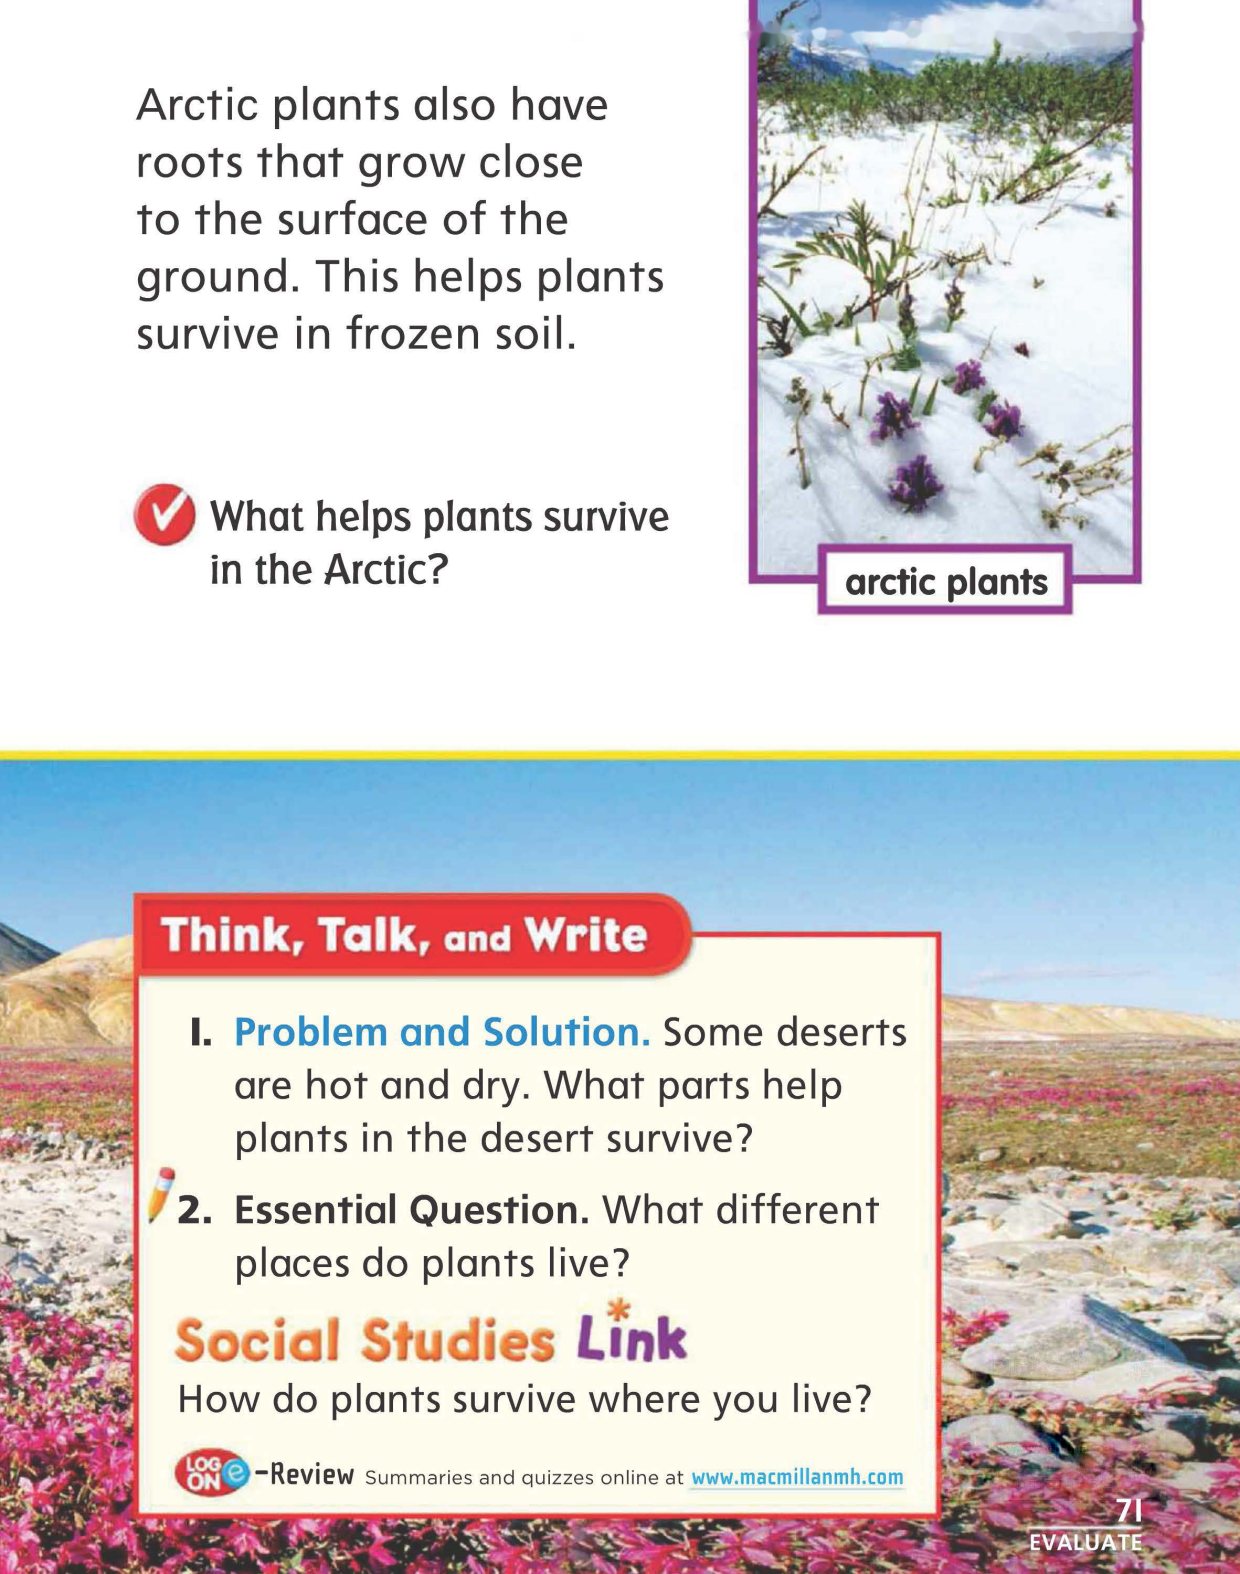 Arctic plants also have
roots that grow close
to the surface of the
ground. This helps plants
survive in frozen soil.
What helps plants survive
in the Arctic?
arctic plants
Think, Talk, and Write
1. Problem and Solution. Some deserts
are hot and dry. What parts help
plants in the desert survive?
2. Essential Question. What different
places do plants live?
Social Studies Link
How do plants survive where you live?
LOG ON e-Review Summaries and quizzes online at www.macmillanmh.com
71
EVALUATE